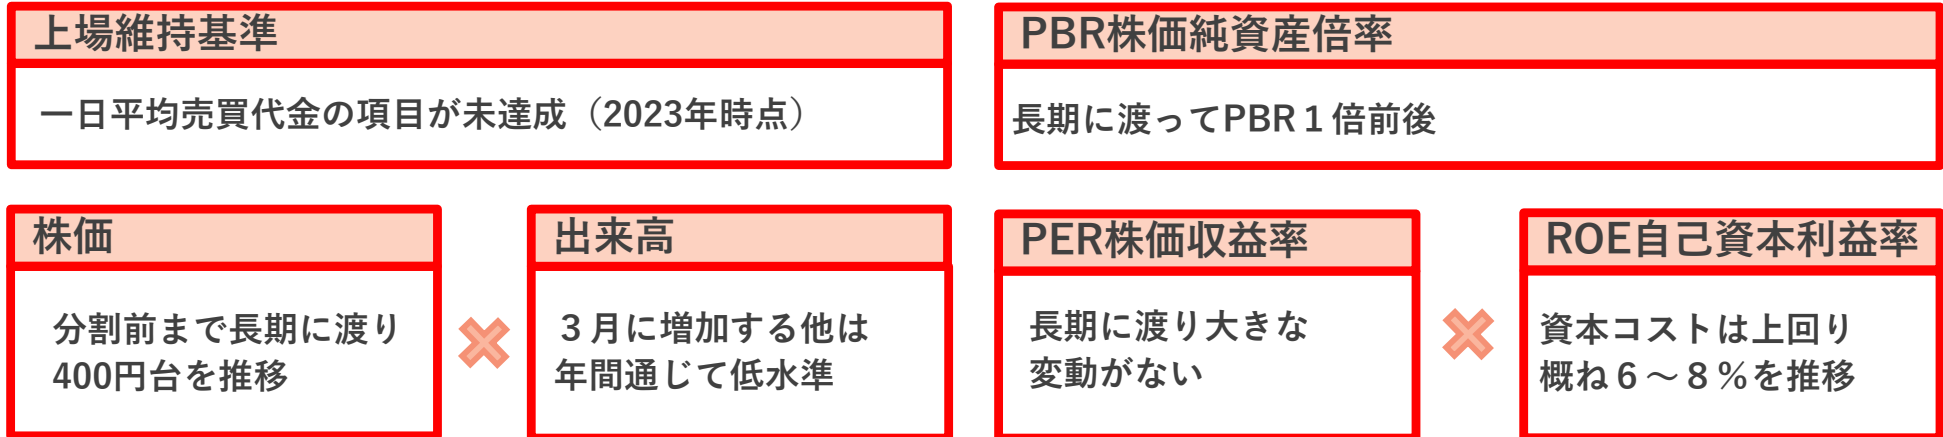 上場維持基準
一日平均売買代金の項目が未達成（2023年時点）
PBR株価純資産倍率
長期に渡ってPBR１倍前後
株価
分割前まで長期に渡り
400円台を推移
出来高
３月に増加する他は
年間通じて低水準
PER株価収益率
長期に渡り大きな
変動がない
ROE自己資本利益率
資本コストは上回り
概ね６～８％を推移